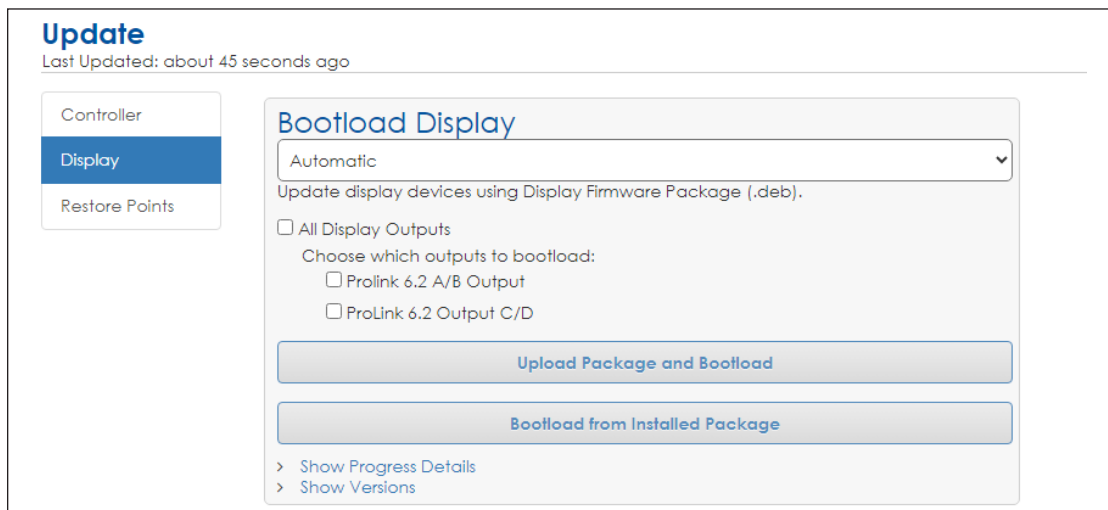 Update
Last Updated: about 45 seconds ago
Controller
Display
Restore Points
Bootload Display
Automatic
Update display devices using Display Firmware Package (.deb).
All Display Outputs
Choose which outputs to bootload:
Prolink 6.2 A/B Output
ProLink 6.2 Output C/D
Upload Package and Bootload
Bootload from Installed Package
> Show Progress Details
> Show Versions